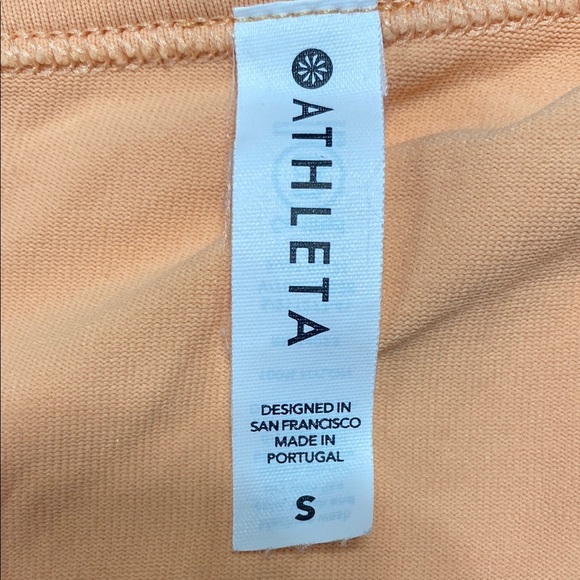 ATHLETA
DESIGNED IN
SAN FRANCISCO
MADE IN
PORTUGAL
S